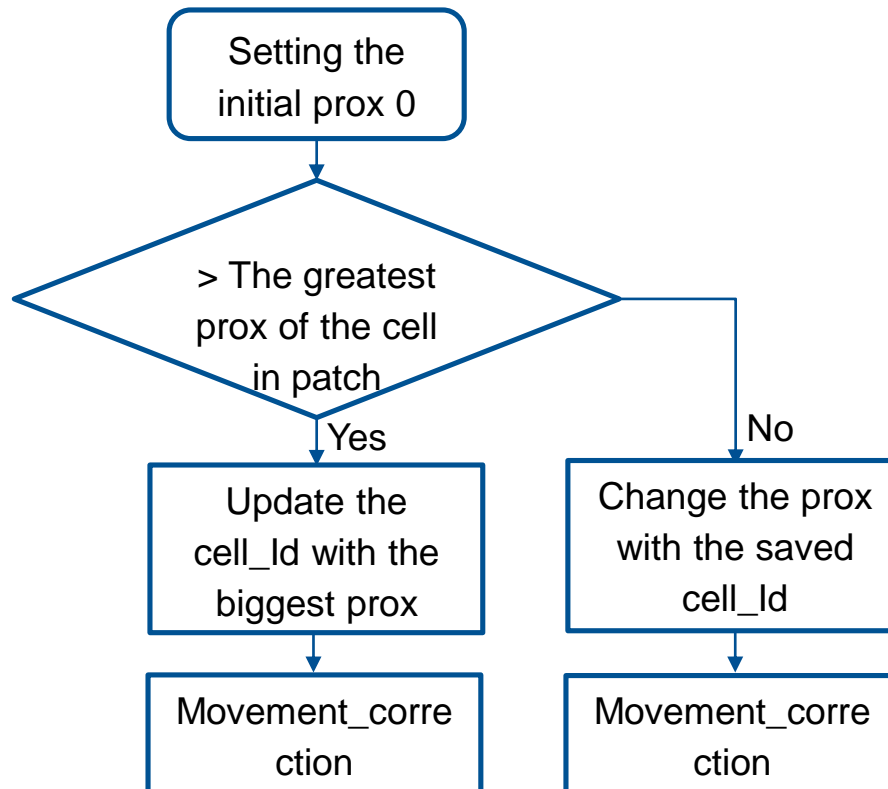 Setting the
initial prox 0
> The greatest
prox of the cell
in patch
Yes
No
Update the
cell_Id with the
biggest prox
Change the prox
with the saved
cell_Id
Movement_corre
ction
Movement_corre
ction